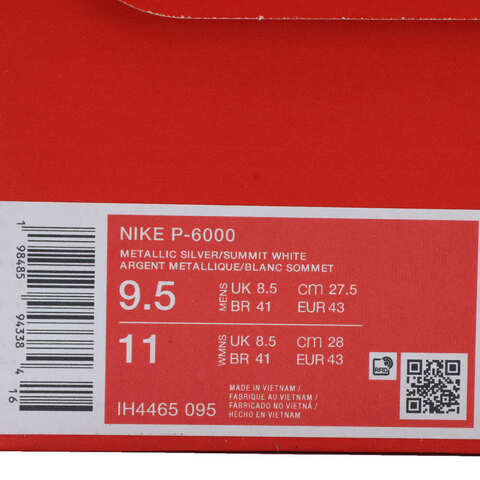 NIKE P-6000
METALLIC SILVER/SUMMIT WHITE
ARGENT METALLIQUE/BLANC SOMMET
9.5 MENS UK 8.5 CM 27.5
BR 41 EUR 43
11 WMNS UK 8.5 CM 28
BR 41 EUR 43
IH4465 095
MADE IN VIETNAM /
FABRIQUE AU VIETNAM /
FABRICADO NO VIETNÁ /
HECHO EN VIETNAM
RFID
1 98485 94338 4 16